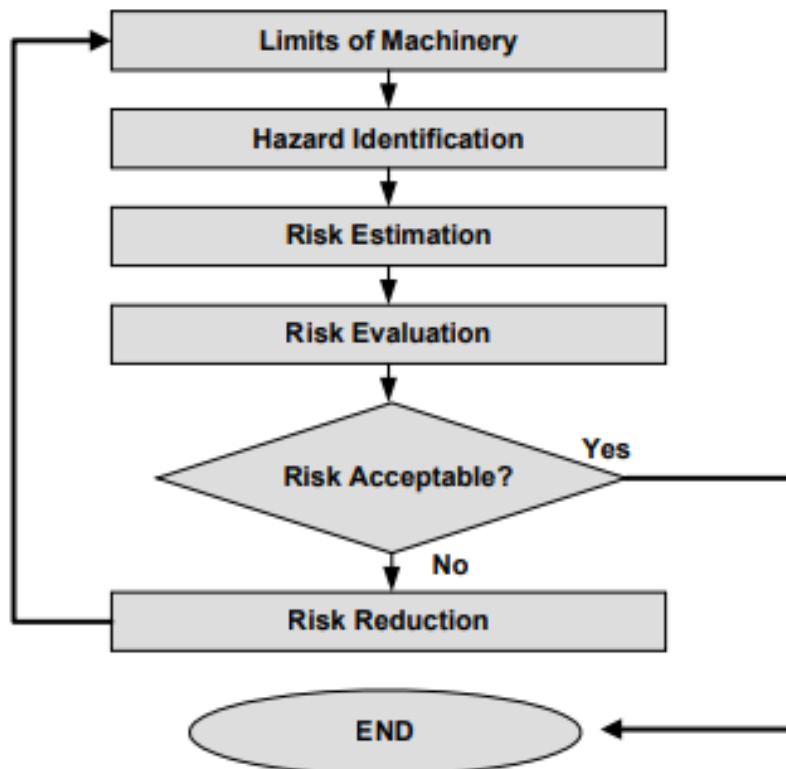 Limits of Machinery
Hazard Identification
Risk Estimation
Risk Evaluation
Yes
Risk Acceptable?
No
Risk Reduction
END